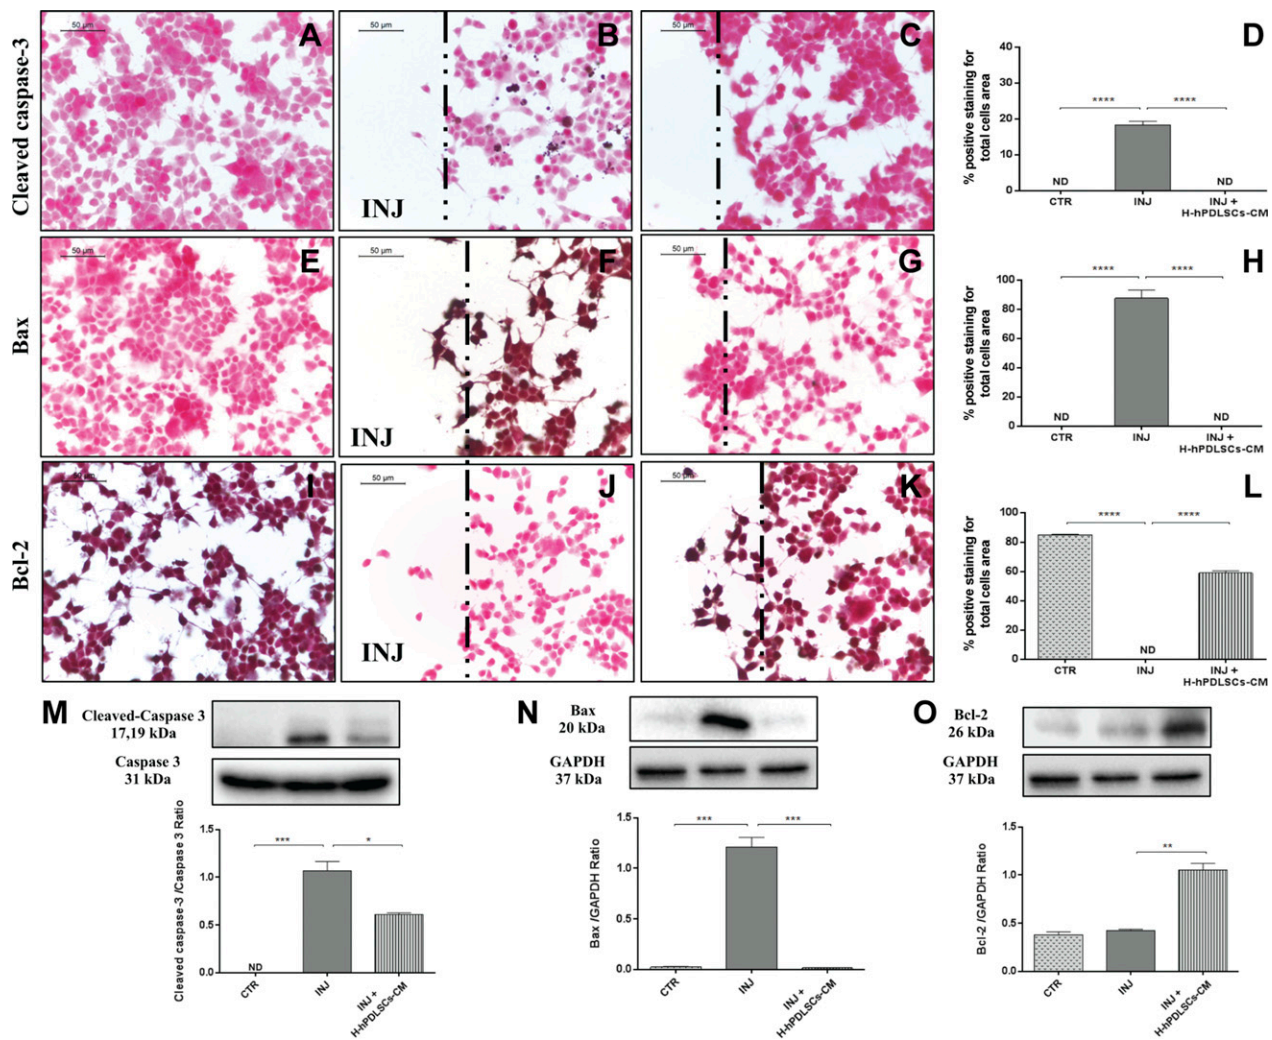 Cleaved caspase-3
50 µm
A
50 µm
B
INJ
50 µm
C
D
% positive staining for
total cells area
40
30
20
10
0
****
****
ND
ND
CTR
INJ
INJ +
H-hPDLSCs-CM
Bax
50 µm
E
50 µm
F
INJ
50 µm
G
H
% positive staining for
total cells area
100
80
60
40
20
0
****
****
ND
ND
CTR
INJ
INJ +
H-hPDLSCs-CM
Bcl-2
50 µm
I
50 µm
J
INJ
50 µm
K
L
% positive staining for
total cells area
100
80
60
40
20
0
****
****
ND
CTR
INJ
INJ +
H-hPDLSCs-CM
M
Cleaved-Caspase 3
17,19 kDa
Caspase 3
31 kDa
Cleaved caspase-3 /Caspase 3 Ratio
1.5
1.0
0.5
0.0
***
*
ND
CTR
INJ
INJ +
H-hPDLSCs-CM
N
Bax
20 kDa
GAPDH
37 kDa
Bax /GAPDH Ratio
1.5
1.0
0.5
0.0
***
***
CTR
INJ
INJ +
H-hPDLSCs-CM
O
Bcl-2
26 kDa
GAPDH
37 kDa
Bcl-2 /GAPDH Ratio
1.5
1.0
0.5
0.0
**
CTR
INJ
INJ +
H-hPDLSCs-CM